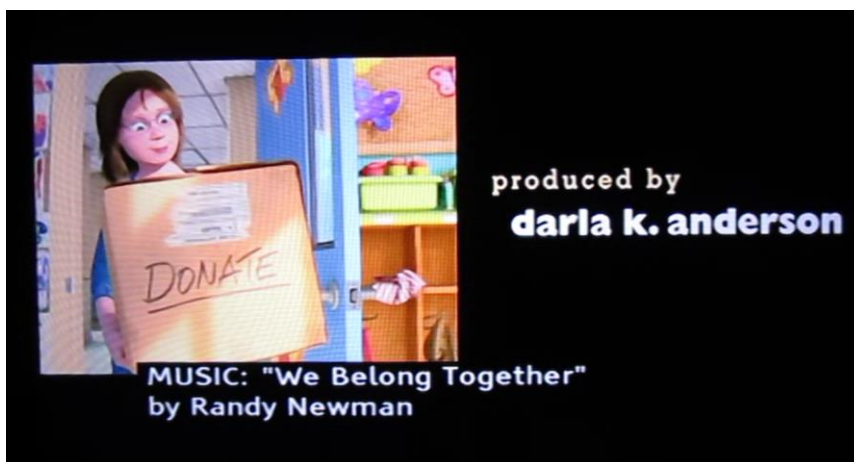 DONATE
produced by
darla k. anderson
MUSIC: "We Belong Together"
by Randy Newman